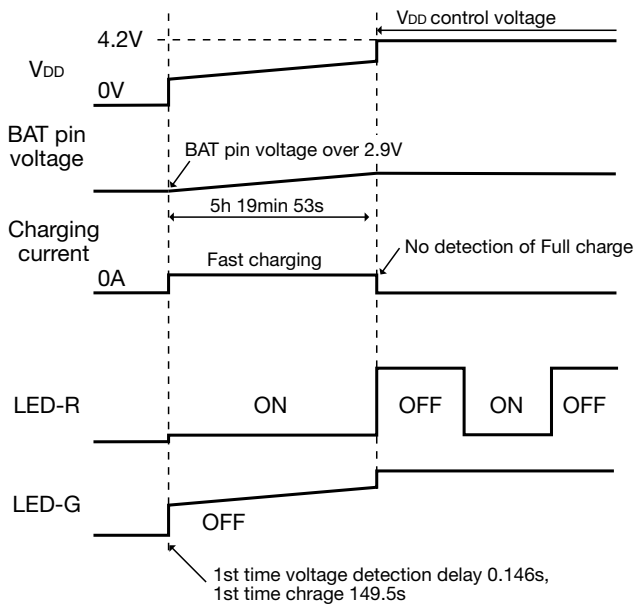 VDD control voltage
4.2V
VDD
0V
BAT pin
voltage
BAT pin voltage over 2.9V
5h 19min 53s
Charging
current
No detection of Full charge
Fast charging
0A
LED-R
ON
OFF
ON
OFF
LED-G
OFF
1st time voltage detection delay 0.146s,
1st time chrage 149.5s